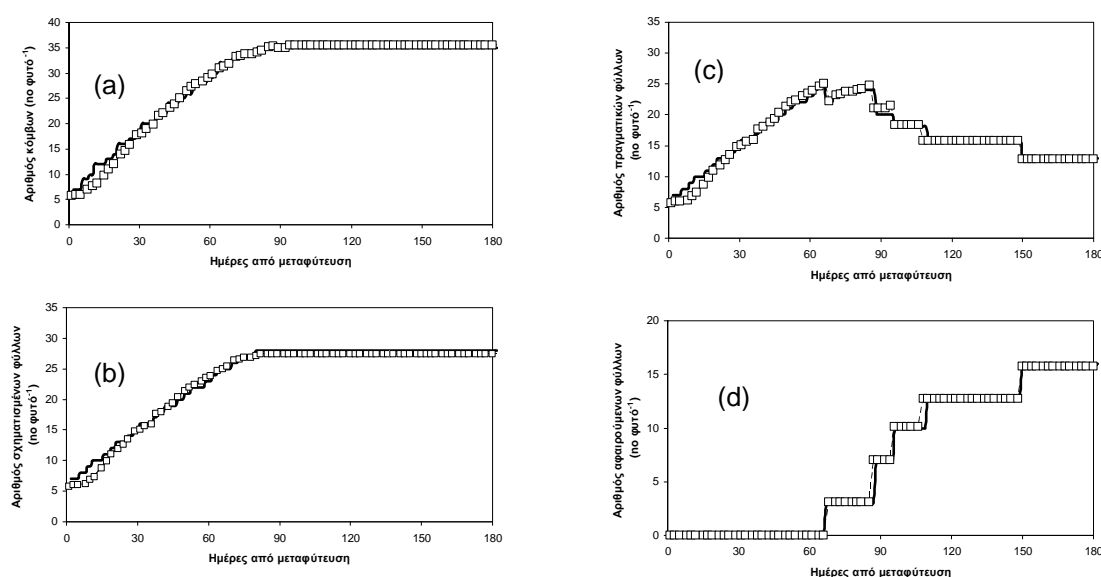 (a)
Αριθμός κόμβων (no φυτό⁻¹)
40
35
30
25
20
15
10
5
0
0 30 60 90 120 150 180
Ημέρες από μεταφύτευση
(c)
Αριθμός πραγματικών φύλλων
(no φυτό⁻¹)
35
30
25
20
15
10
5
0
0 30 60 90 120 150 180
Ημέρες από μεταφύτευση
(b)
Αριθμός σχηματισμένων φύλλων
(no φυτό⁻¹)
35
30
25
20
15
10
5
0
0 30 60 90 120 150 180
Ημέρες από μεταφύτευση
(d)
Αριθμός αφαιρούμενων φύλλων
(no φυτό⁻¹)
20
15
10
5
0
0 30 60 90 120 150 180
Ημέρες από μεταφύτευση